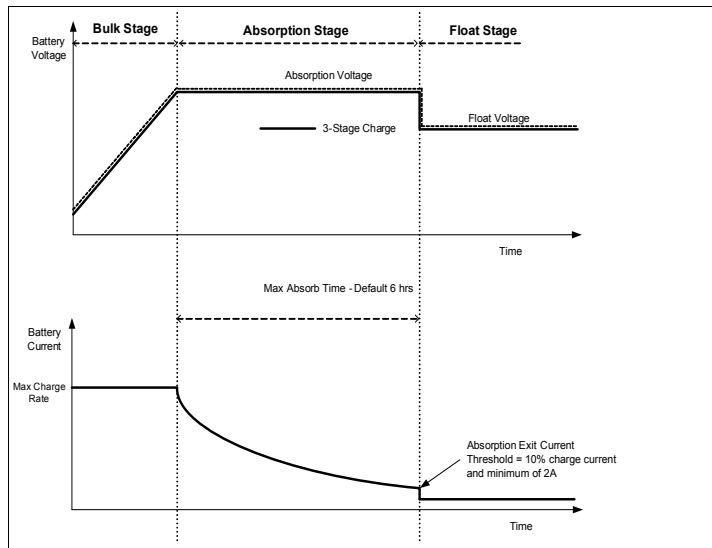 Bulk Stage
Absorption Stage
Float Stage
Battery
Voltage
Absorption Voltage
3-Stage Charge
Float Voltage
Time
Max Absorb Time - Default 6 hrs
Battery
Current
Max Charge
Rate
Absorption Exit Current
Threshold = 10% charge current
and minimum of 2A
Time